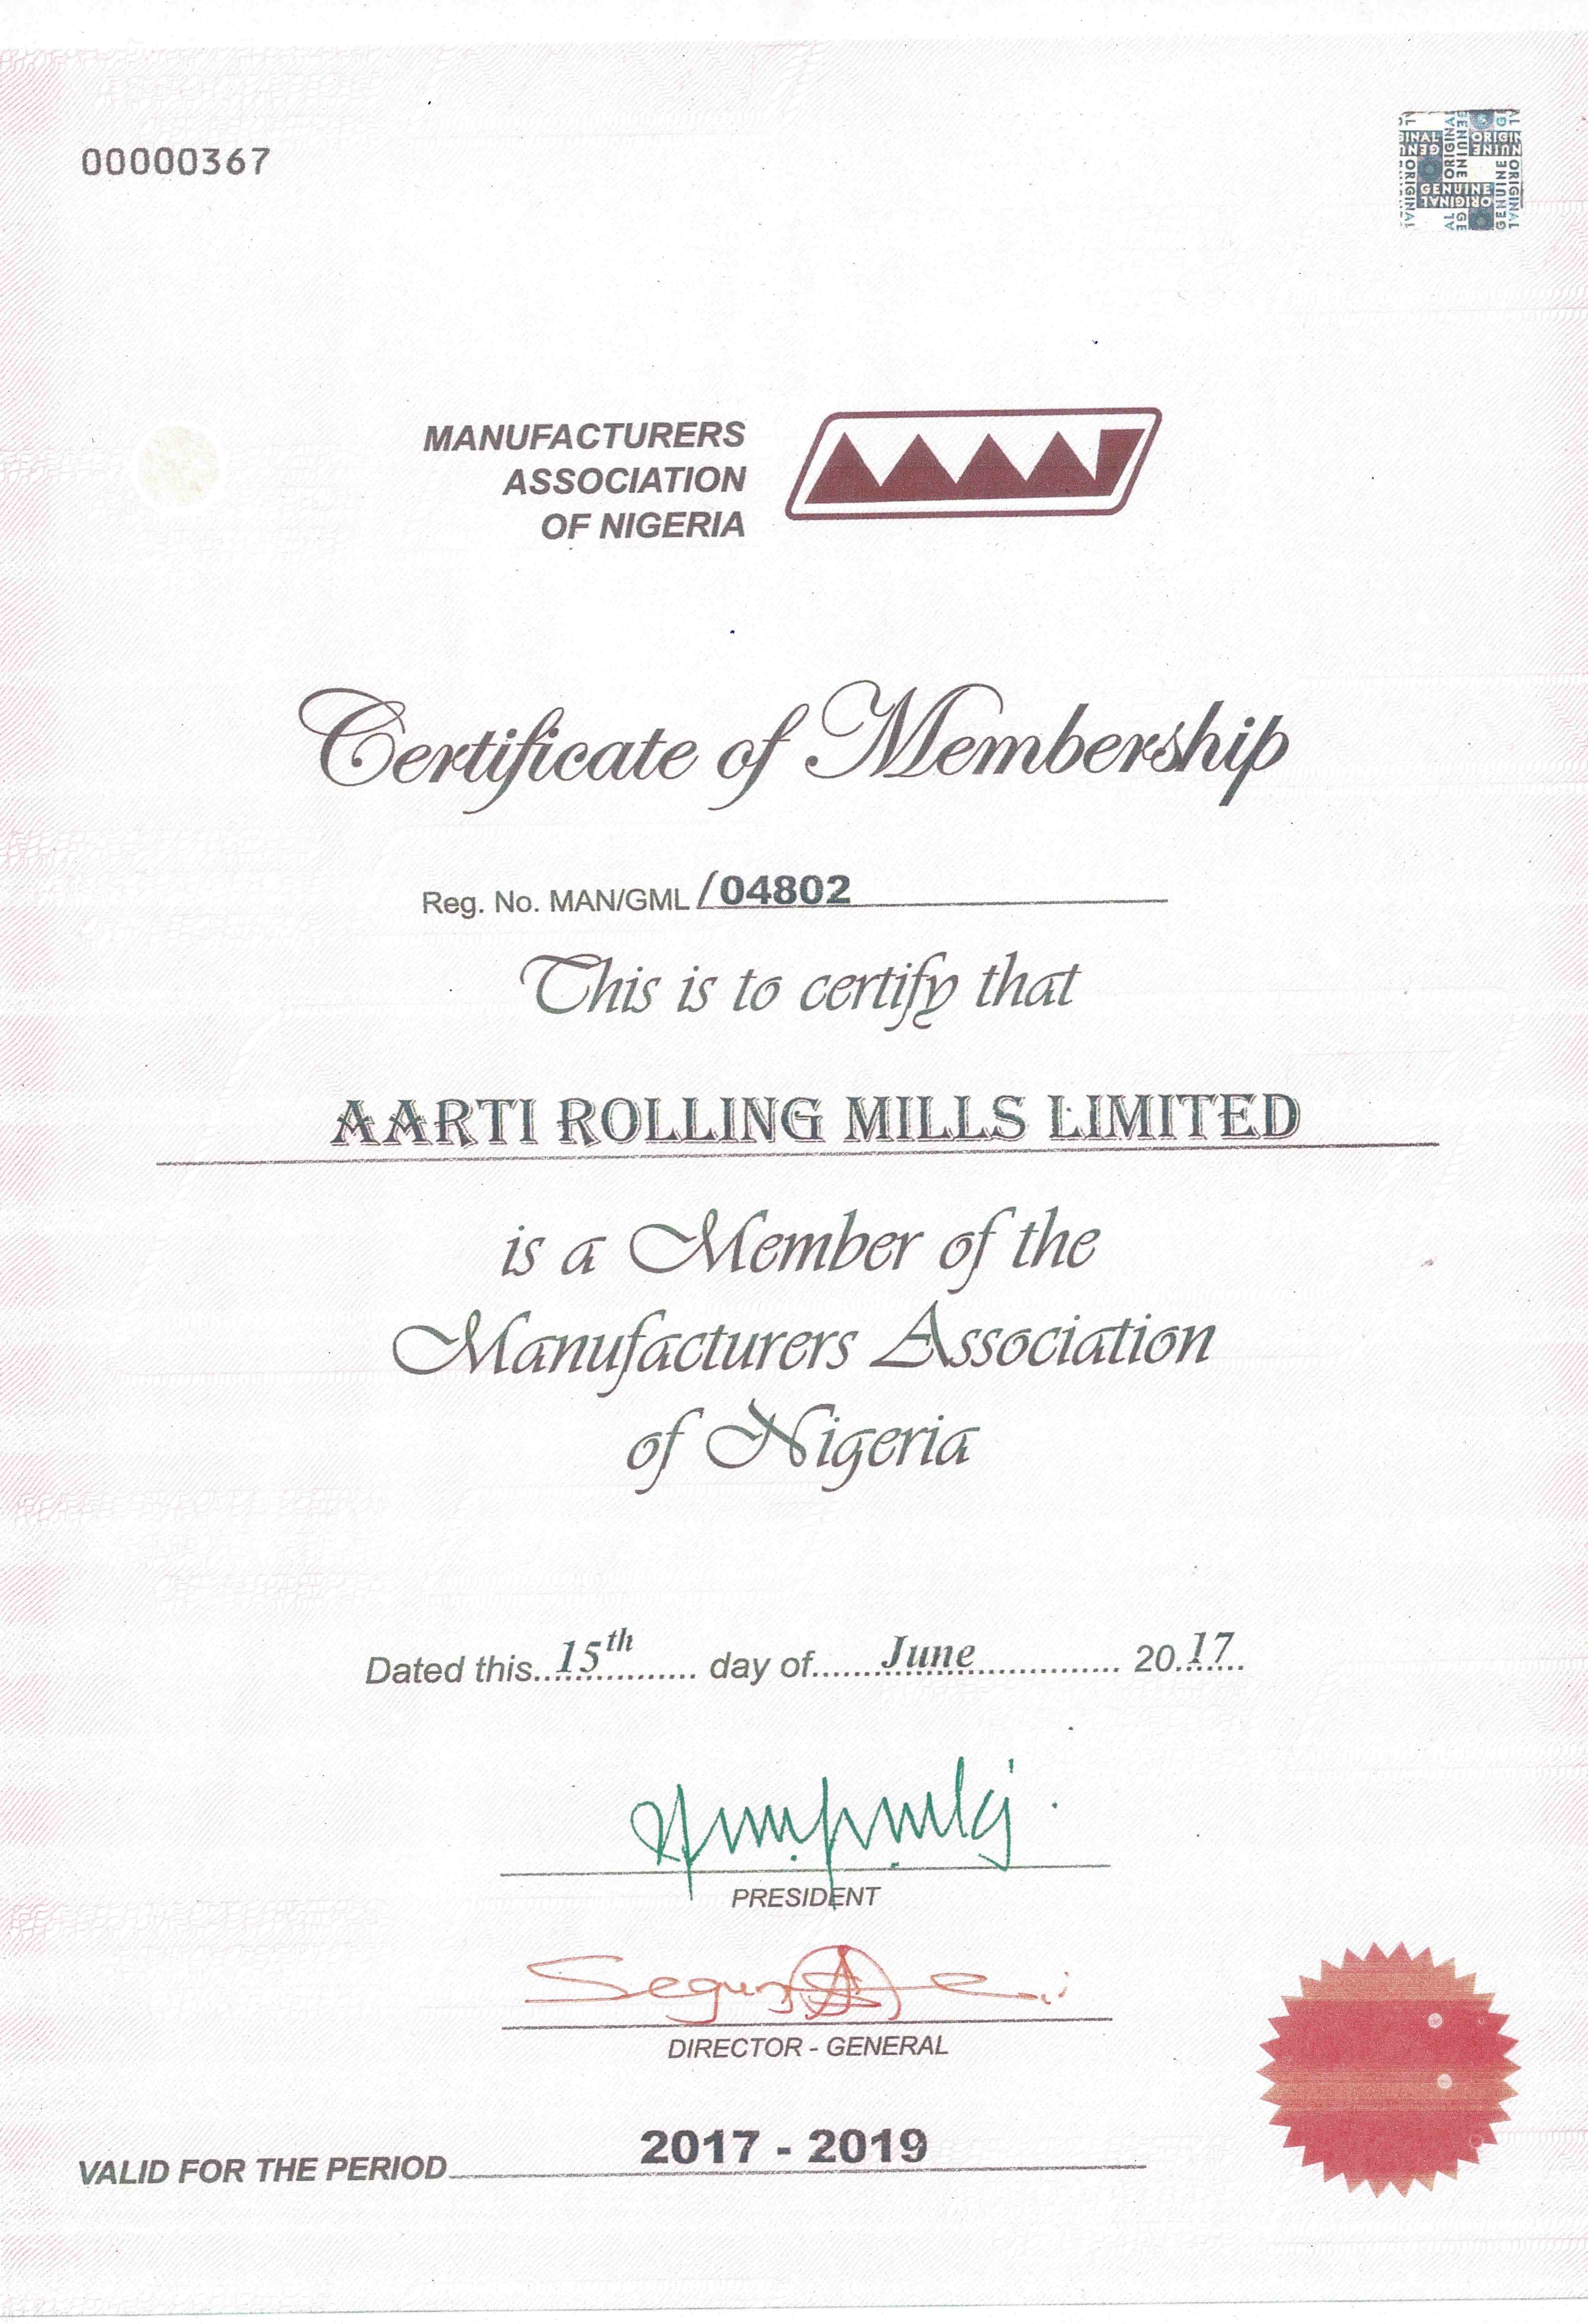 00000367
MANUFACTURERS
ASSOCIATION
OF NIGERIA
Certificate of Membership
Reg. No. MAN/GML /04802
This is to certify that
AARTI ROLLING MILLS LIMITED
is a Member of the
Manufacturers Association
of Nigeria
Dated this..15th............ day of.......June................ 20.17..
PRESIDENT
DIRECTOR - GENERAL
VALID FOR THE PERIOD 2017 - 2019
GENUINE
ORIGINAL